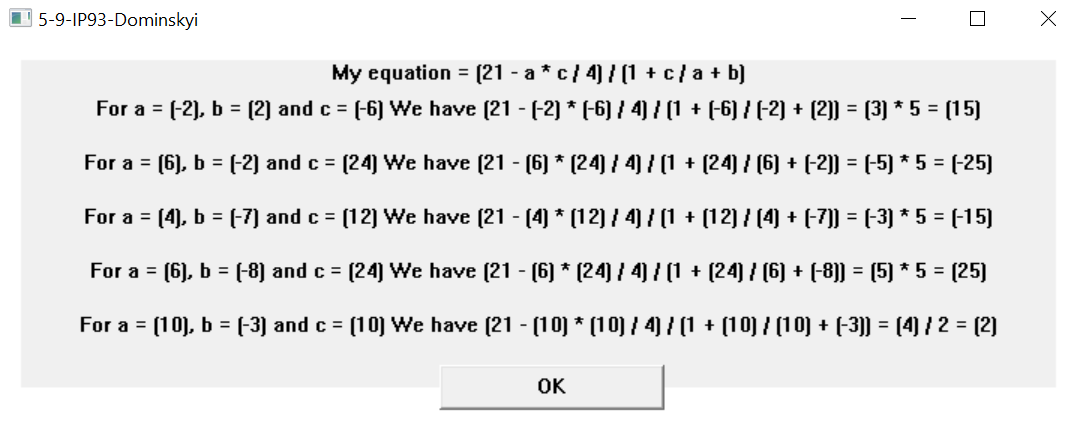 5-9-IP93-Dominskyi
My equation = (21 - a * c / 4) / (1 + c / a + b)
For a = (-2), b = (2) and c = (-6) We have (21 - (-2) * (-6) / 4) / (1 + (-6) / (-2) + (2)) = (3) * 5 = (15)
For a = (6), b = (-2) and c = (24) We have (21 - (6) * (24) / 4) / (1 + (24) / (6) + (-2)) = (-5) * 5 = (-25)
For a = (4), b = (-7) and c = (12) We have (21 - (4) * (12) / 4) / (1 + (12) / (4) + (-7)) = (-3) * 5 = (-15)
For a = (6), b = (-8) and c = (24) We have (21 - (6) * (24) / 4) / (1 + (24) / (6) + (-8)) = (5) * 5 = (25)
For a = (10), b = (-3) and c = (10) We have (21 - (10) * (10) / 4) / (1 + (10) / (10) + (-3)) = (4) / 2 = (2)
OK